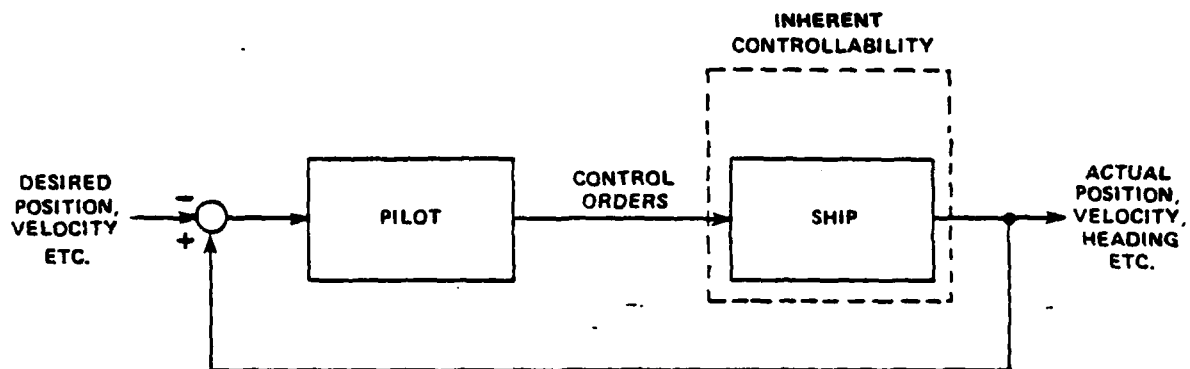 INHERENT
CONTROLLABILITY
DESIRED
POSITION,
VELOCITY
ETC.
−
+
PILOT
CONTROL
ORDERS
SHIP
ACTUAL
POSITION,
VELOCITY,
HEADING
ETC.